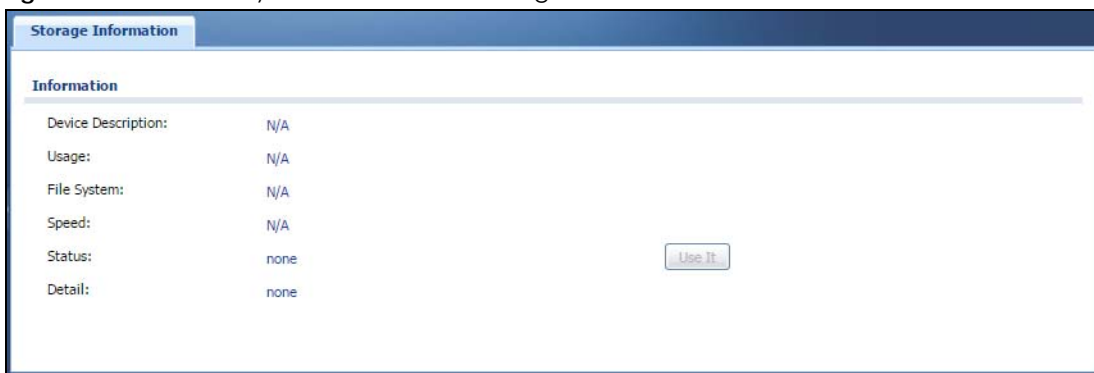 Storage Information
Information
Device Description: N/A
Usage: N/A
File System: N/A
Speed: N/A
Status: none Use It
Detail: none